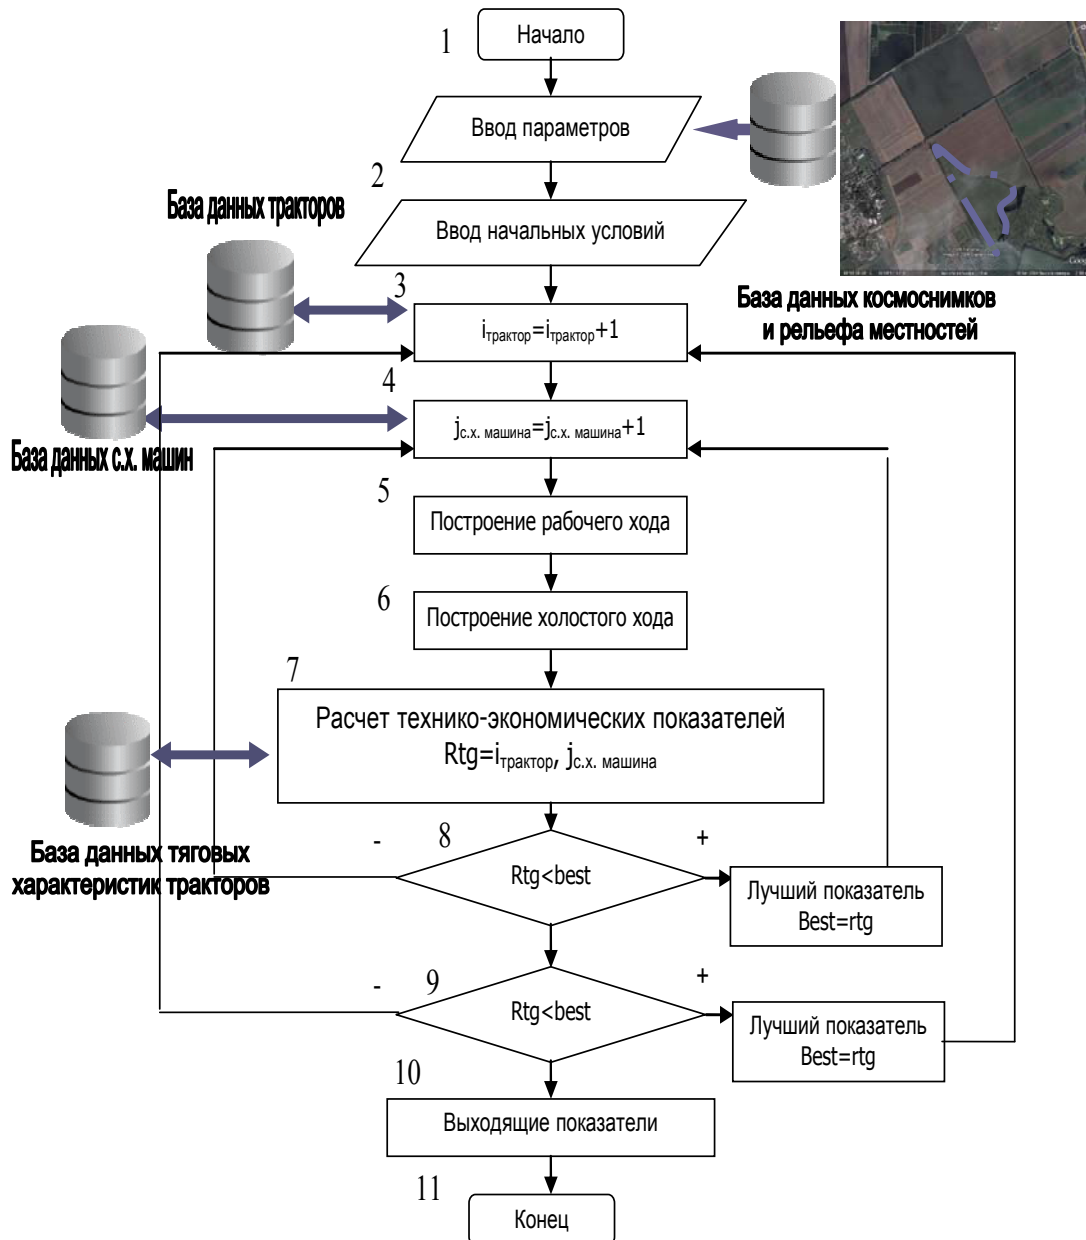 1
Начало
Ввод параметров
2
База данных тракторов
Ввод начальных условий
3
База данных космоснимков
и рельефа местностей
iтрактор=iтрактор+1
4
jс.х. машина=jс.х. машина+1
База данных с.х. машин
5
Построение рабочего хода
6
Построение холостого хода
7
Расчет технико-экономических показателей
Rtg=iтрактор, jс.х. машина
База данных тяговых
характеристик тракторов
8
-
+
Rtg<best
Лучший показатель
Best=rtg
9
-
+
Rtg<best
Лучший показатель
Best=rtg
10
Выходящие показатели
11
Конец